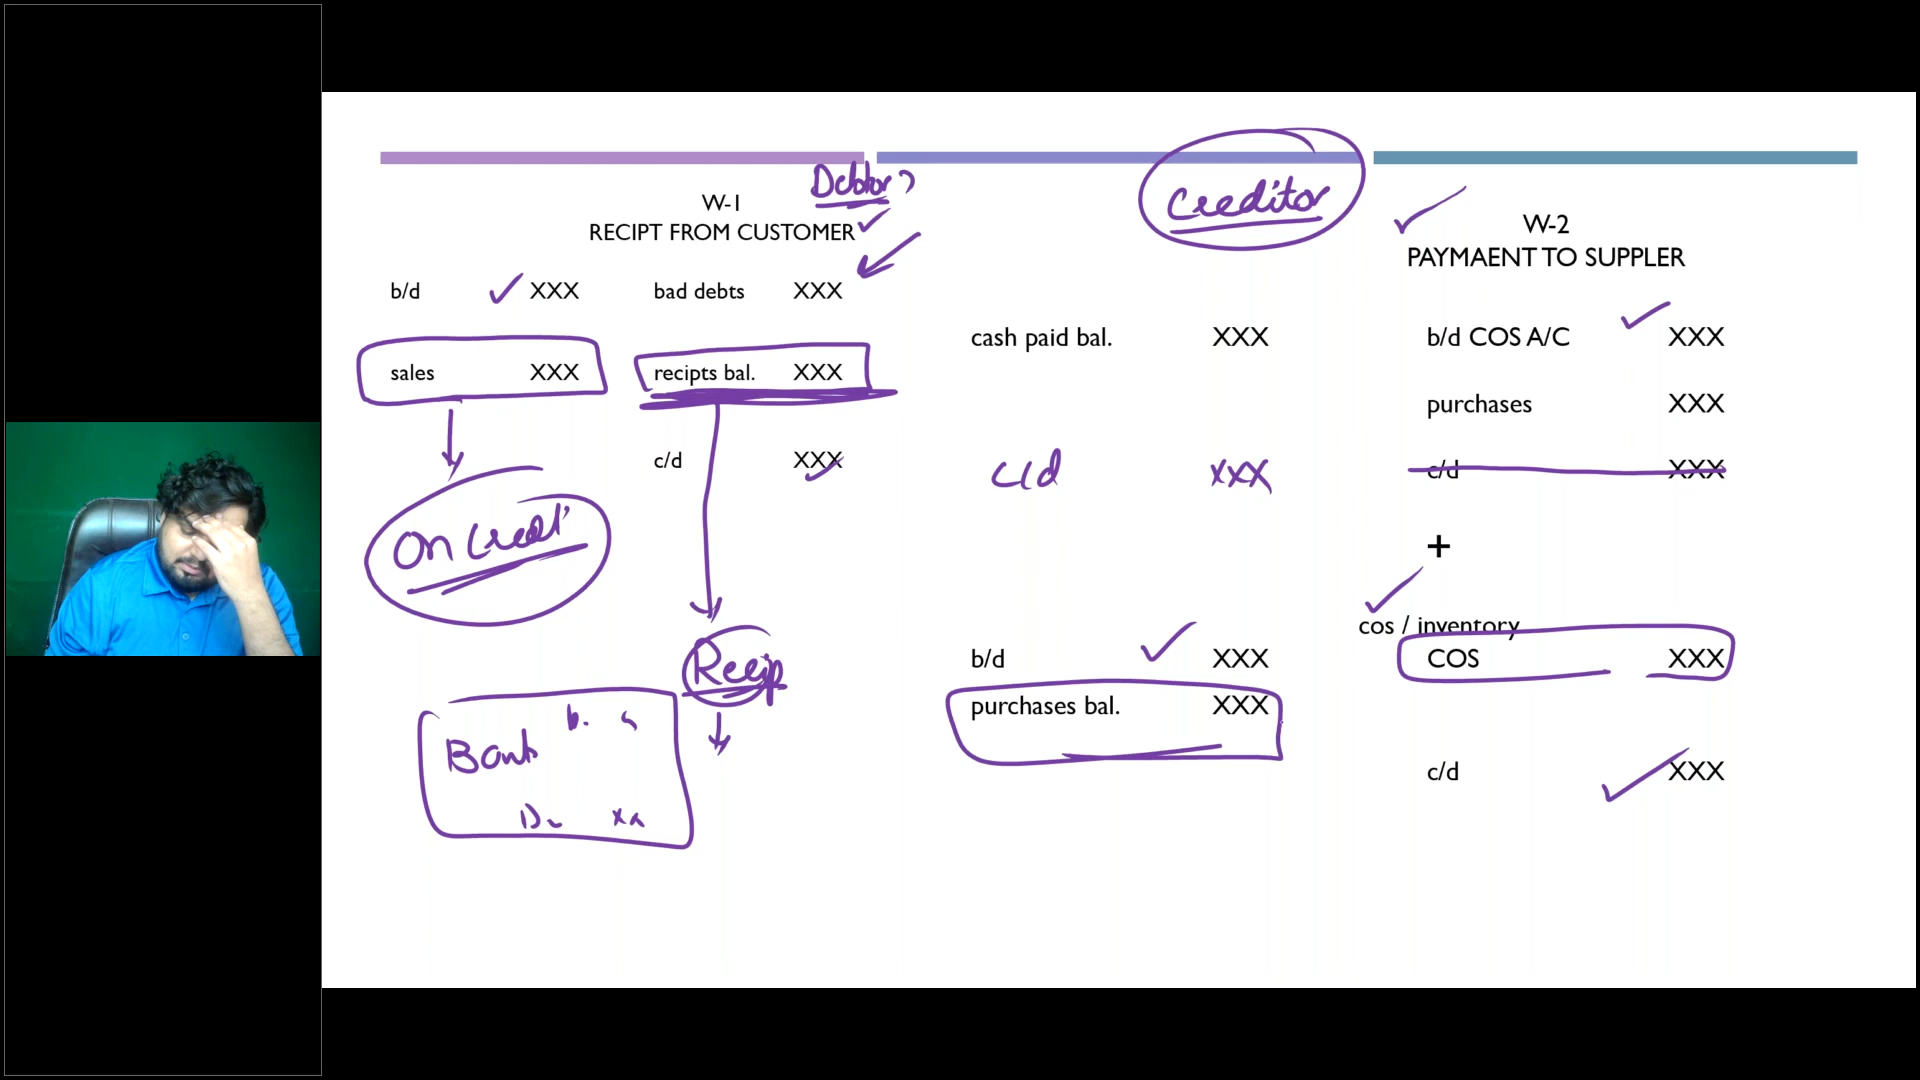 Debtor
W-1
RECIPT FROM CUSTOMER
b/d XXX bad debts XXX
sales XXX recipts bal. XXX
c/d XXX
On Credit
Recip
Bank
Creditor
cash paid bal. XXX
c/d XXX
b/d XXX
purchases bal. XXX
W-2
PAYMAENT TO SUPPLER
b/d COS A/C XXX
purchases XXX
c/d XXX
+
cos / inventory
COS XXX
c/d XXX